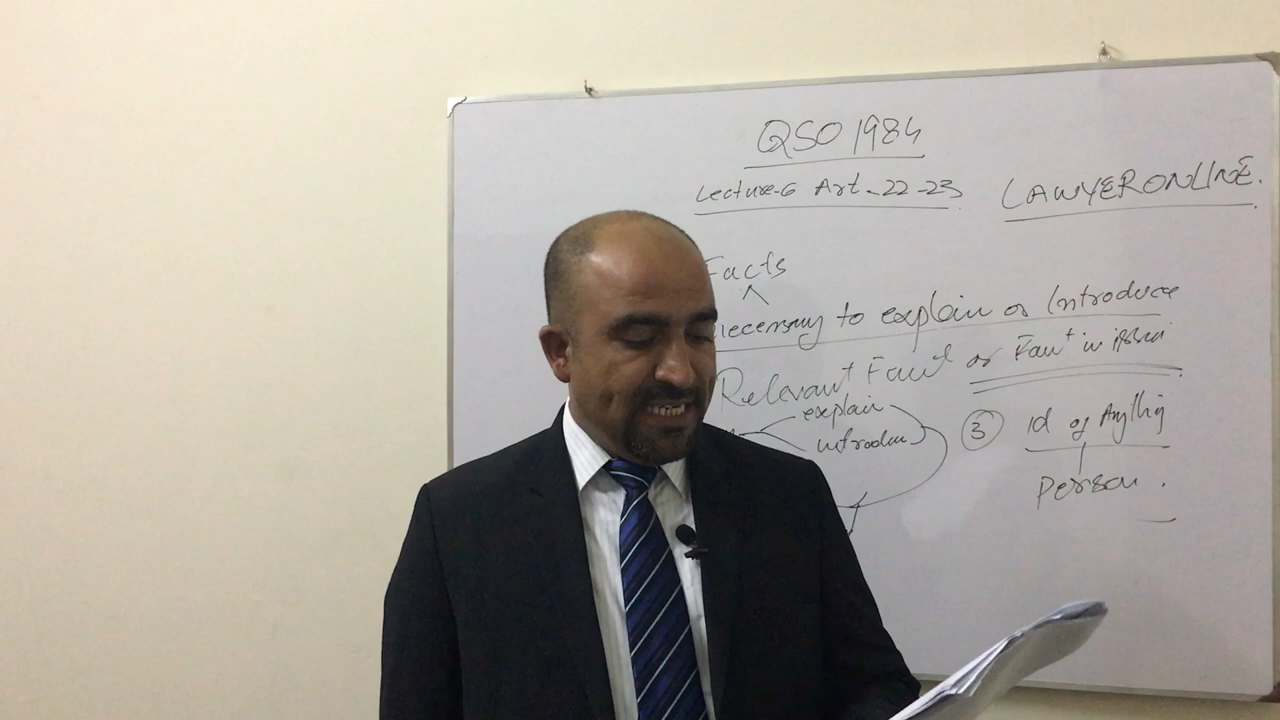 QSO 1984
Lecture-6 Art-22-23
LAWYERONLINE.
Facts
necessary to explain or Introduce
Relevant Fact or Fact in issue
explain
introduce
3 id of Anything
Person.